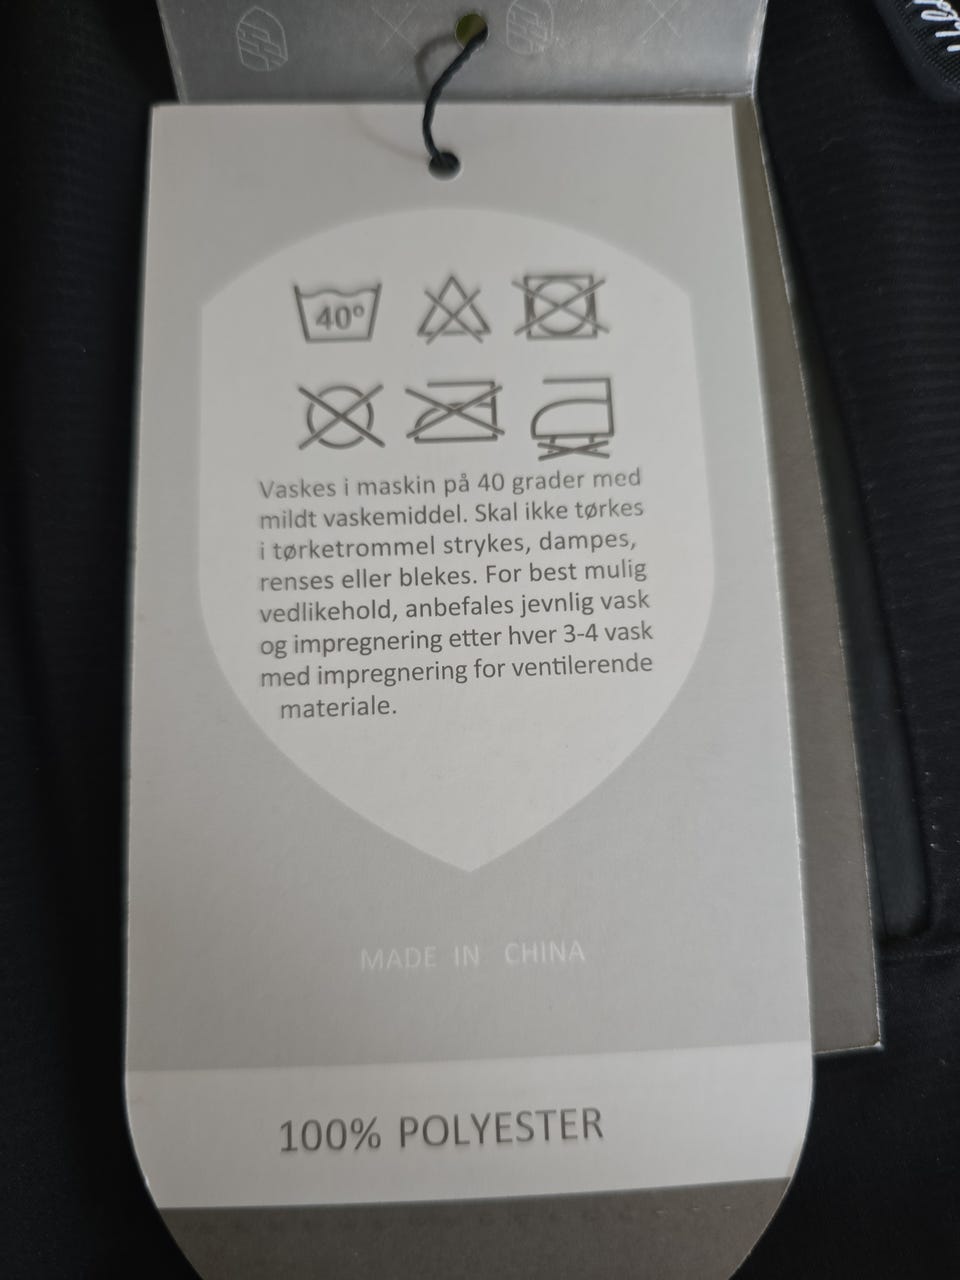 40°
Vaskes i maskin på 40 grader med
mildt vaskemiddel. Skal ikke tørkes
i tørketrommel strykes, dampes,
renses eller blekes. For best mulig
vedlikehold, anbefales jevnlig vask
og impregnering etter hver 3-4 vask
med impregnering for ventilerende
materiale.
MADE IN CHINA
100% POLYESTER